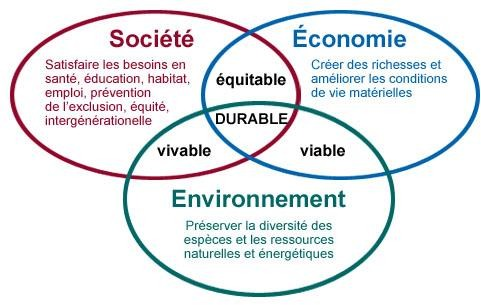 Société
Satisfaire les besoins en
santé, éducation, habitat,
emploi, prévention
de l'exclusion, équité,
intergénérationelle
Économie
Créer des richesses et
améliorer les conditions
de vie matérielles
équitable
DURABLE
vivable
viable
Environnement
Préserver la diversité des
espèces et les ressources
naturelles et énergétiques